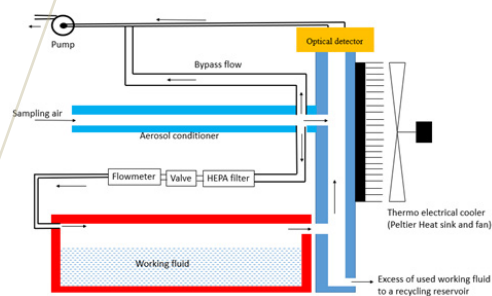 Optical detector
Pump
Bypass flow
Sampling air
Aerosol conditioner
Flowmeter
Valve
HEPA filter
Thermo electrical cooler
(Peltier Heat sink and fan)
Working fluid
Excess of used working fluid
to a recycling reservoir